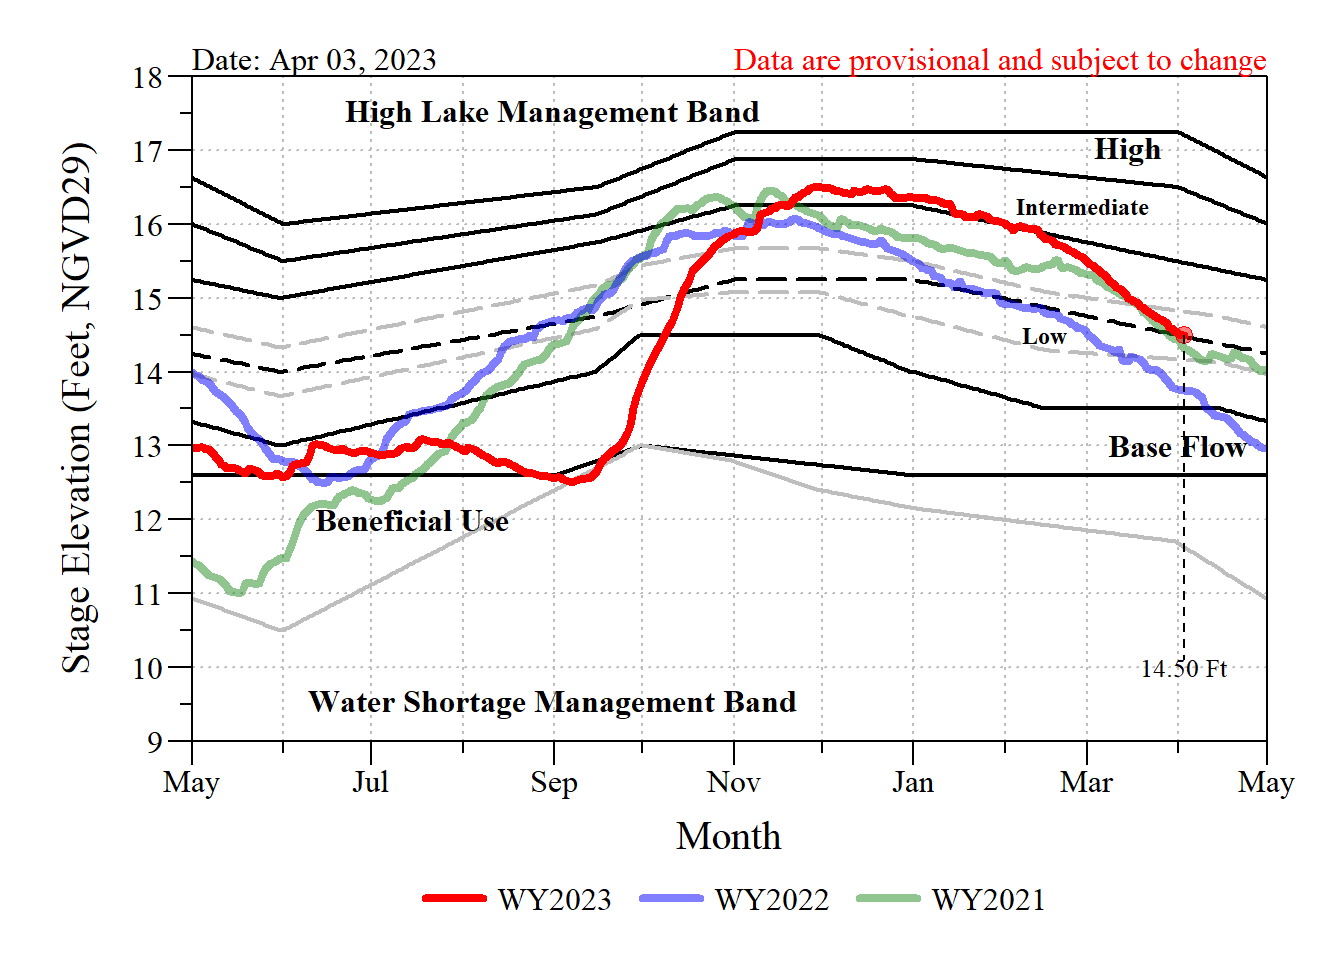 Date: Apr 03, 2023
Data are provisional and subject to change
18
17
16
15
14
13
12
11
10
9
Stage Elevation (Feet, NGVD29)
High Lake Management Band
High
Intermediate
Low
Base Flow
Beneficial Use
14.50 Ft
Water Shortage Management Band
May Jul Sep Nov Jan Mar May
Month
WY2023 WY2022 WY2021